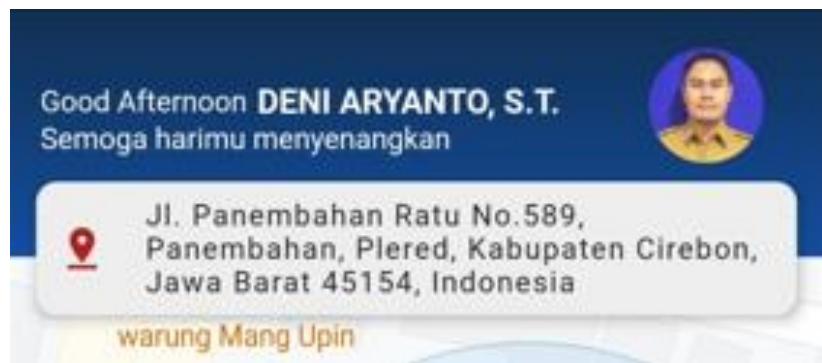 Good Afternoon DENI ARYANTO, S.T.
Semoga harimu menyenangkan
Jl. Panembahan Ratu No.589,
Panembahan, Plered, Kabupaten Cirebon,
Jawa Barat 45154, Indonesia
warung Mang Upin